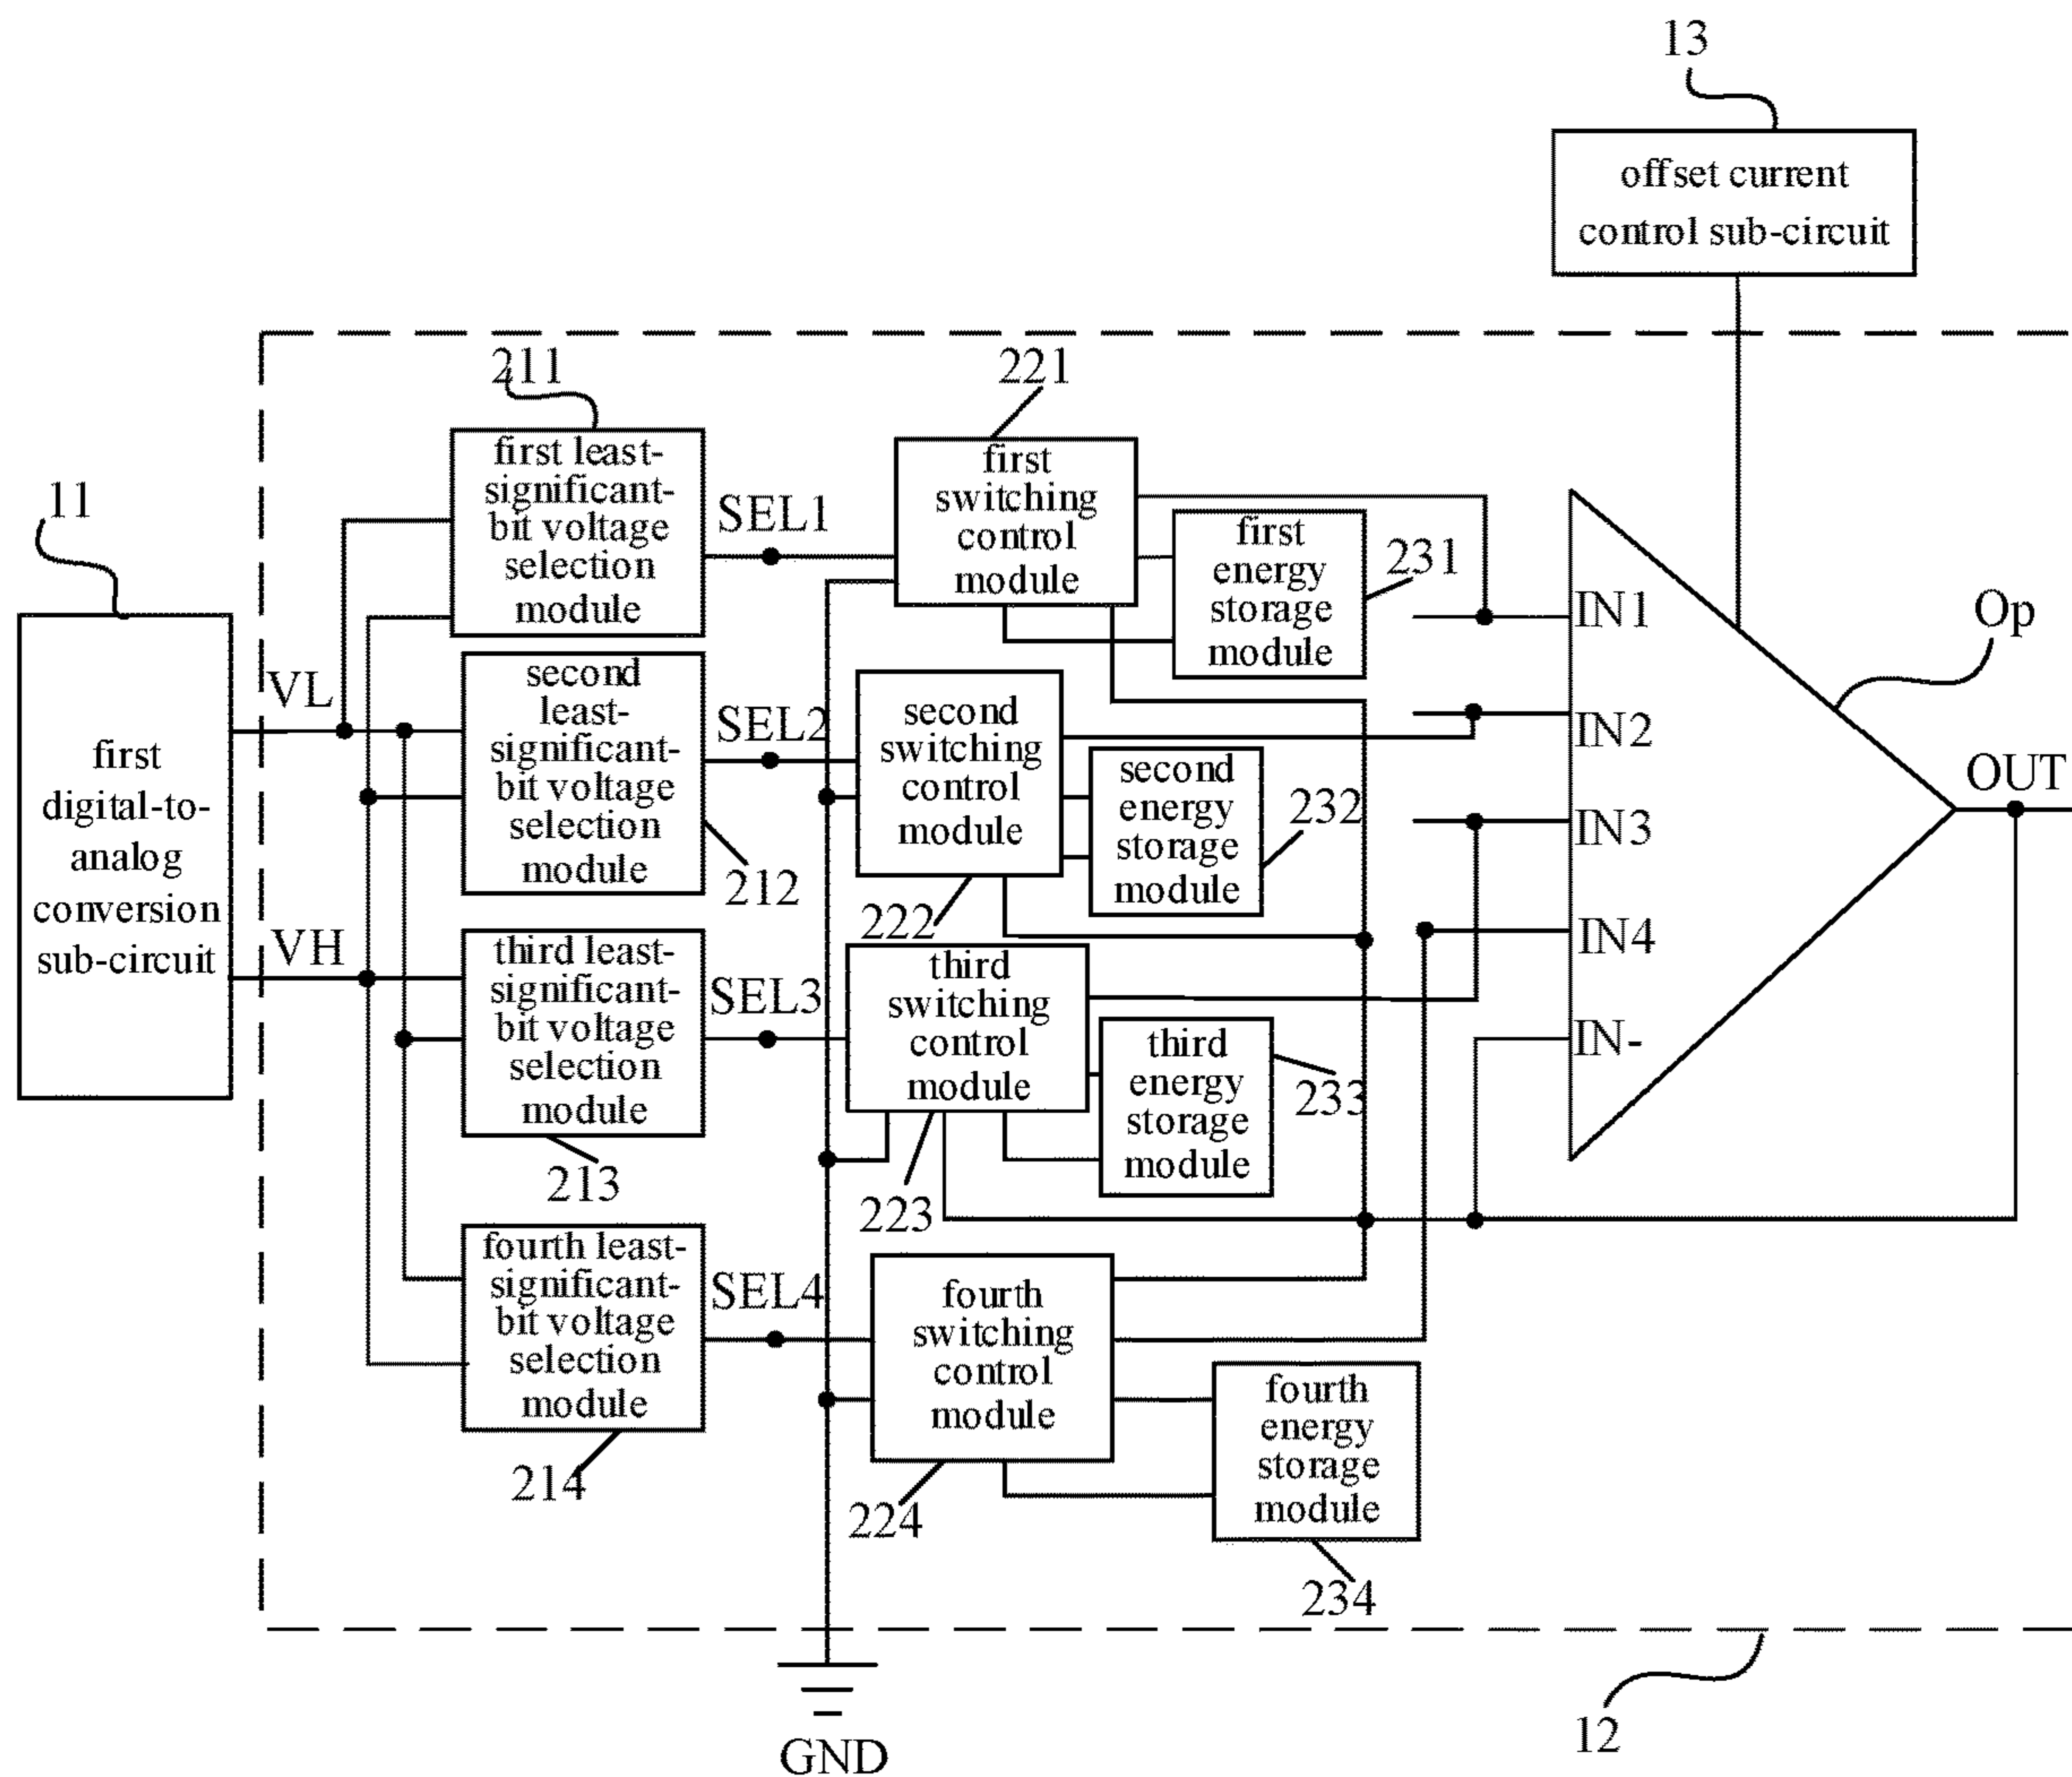 13
offset current
control sub-circuit
211
221
first least-
significant-
bit voltage
selection
module
SEL1
first
switching
control
module
first
energy
storage
module
231
IN1
Op
11
VL
second
least-
significant-
bit voltage
selection
module
212
SEL2
second
switching
control
module
222
second
energy
storage
module
232
IN2
OUT
IN3
first
digital-to-
analog
conversion
sub-circuit
VH
third least-
significant-
bit voltage
selection
module
213
SEL3
third
switching
control
module
223
third
energy
storage
module
233
IN4
IN-
fourth least-
significant-
bit voltage
selection
module
214
SEL4
fourth
switching
control
module
224
fourth
energy
storage
module
234
GND
12